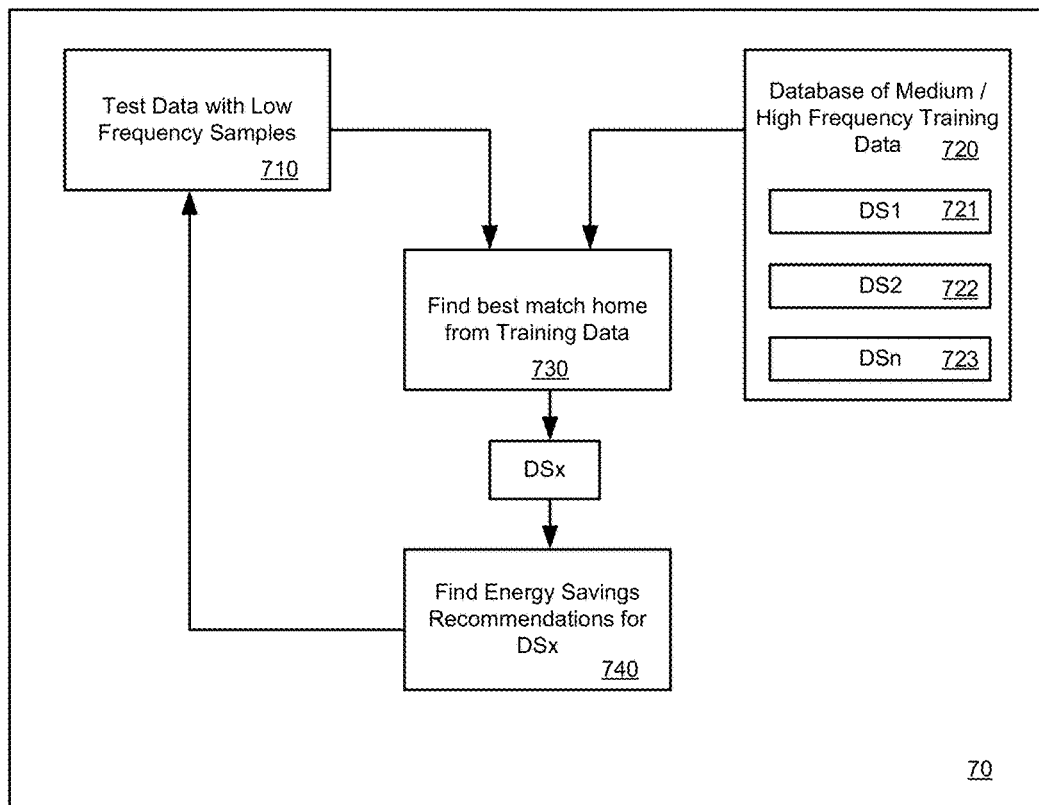 Test Data with Low
Frequency Samples
710
Database of Medium /
High Frequency Training
Data 720
DS1 721
DS2 722
DSn 723
Find best match home
from Training Data
730
DSx
Find Energy Savings
Recommendations for
DSx
740
70